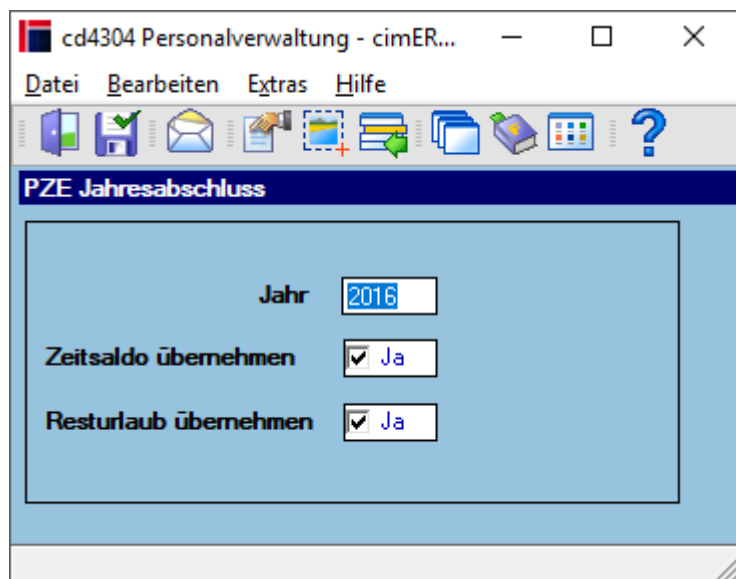 cd4304 Personalverwaltung - cimER...
Datei Bearbeiten Extras Hilfe
PZE Jahresabschluss
Jahr 2016
Zeitsaldo übernehmen Ja
Resturlaub übernehmen Ja